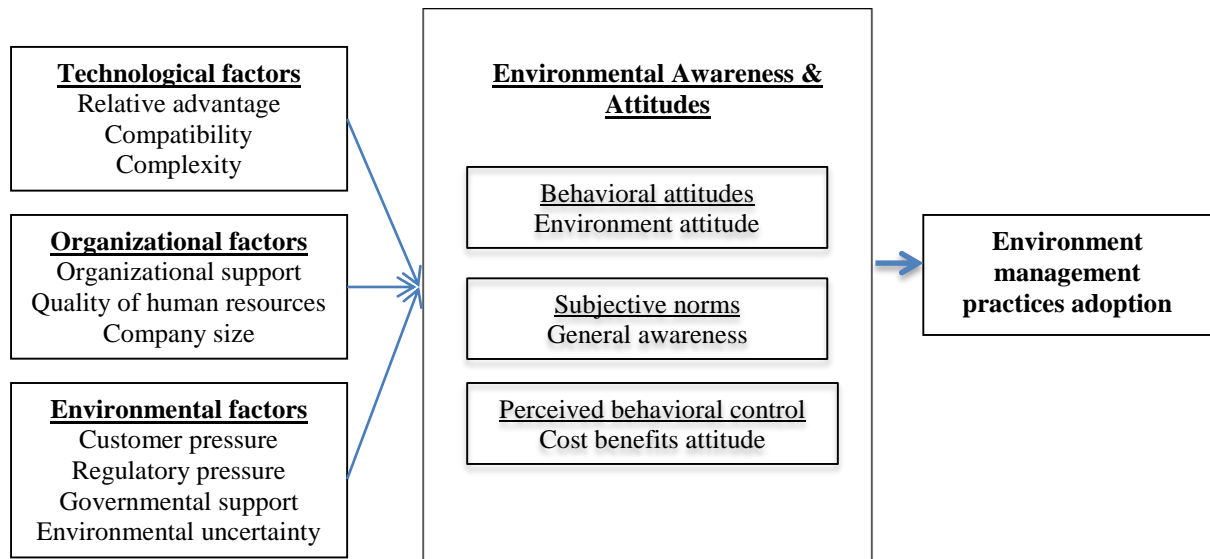 Technological factors
Relative advantage
Compatibility
Complexity
Organizational factors
Organizational support
Quality of human resources
Company size
Environmental factors
Customer pressure
Regulatory pressure
Governmental support
Environmental uncertainty
Environmental Awareness &
Attitudes
Behavioral attitudes
Environment attitude
Subjective norms
General awareness
Perceived behavioral control
Cost benefits attitude
Environment
management
practices adoption